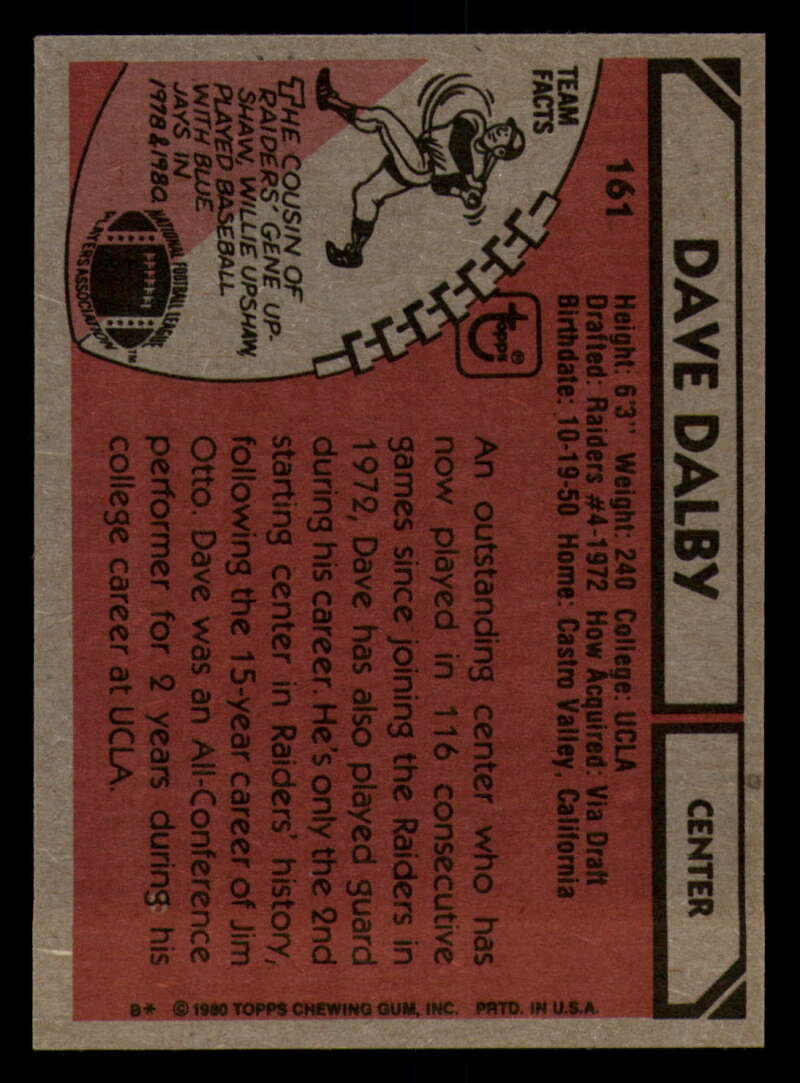 DAVE DALBY
CENTER
161
Height: 6'3" Weight: 240 College: UCLA
Drafted: Raiders #4-1972 How Acquired: Via Draft
Birthdate: 10-19-50 Home: Castro Valley, California
TEAM
FACTS
THE COUSIN OF
RAIDERS' GENE UP-
SHAW, WILLIE UPSHAW,
PLAYED BASEBALL
WITH BLUE
JAYS IN
1978 & 1980.
NATIONAL FOOTBALL LEAGUE
PLAYERS ASSOCIATION™
topps®
An outstanding center who has
now played in 116 consecutive
games since joining the Raiders in
1972, Dave has also played guard
during his career. He's only the 2nd
starting center in Raiders' history,
following the 15-year career of Jim
Otto. Dave was an All-Conference
performer for 2 years during his
college career at UCLA.
B* © 1980 TOPPS CHEWING GUM, INC. PRTD. IN U.S.A.